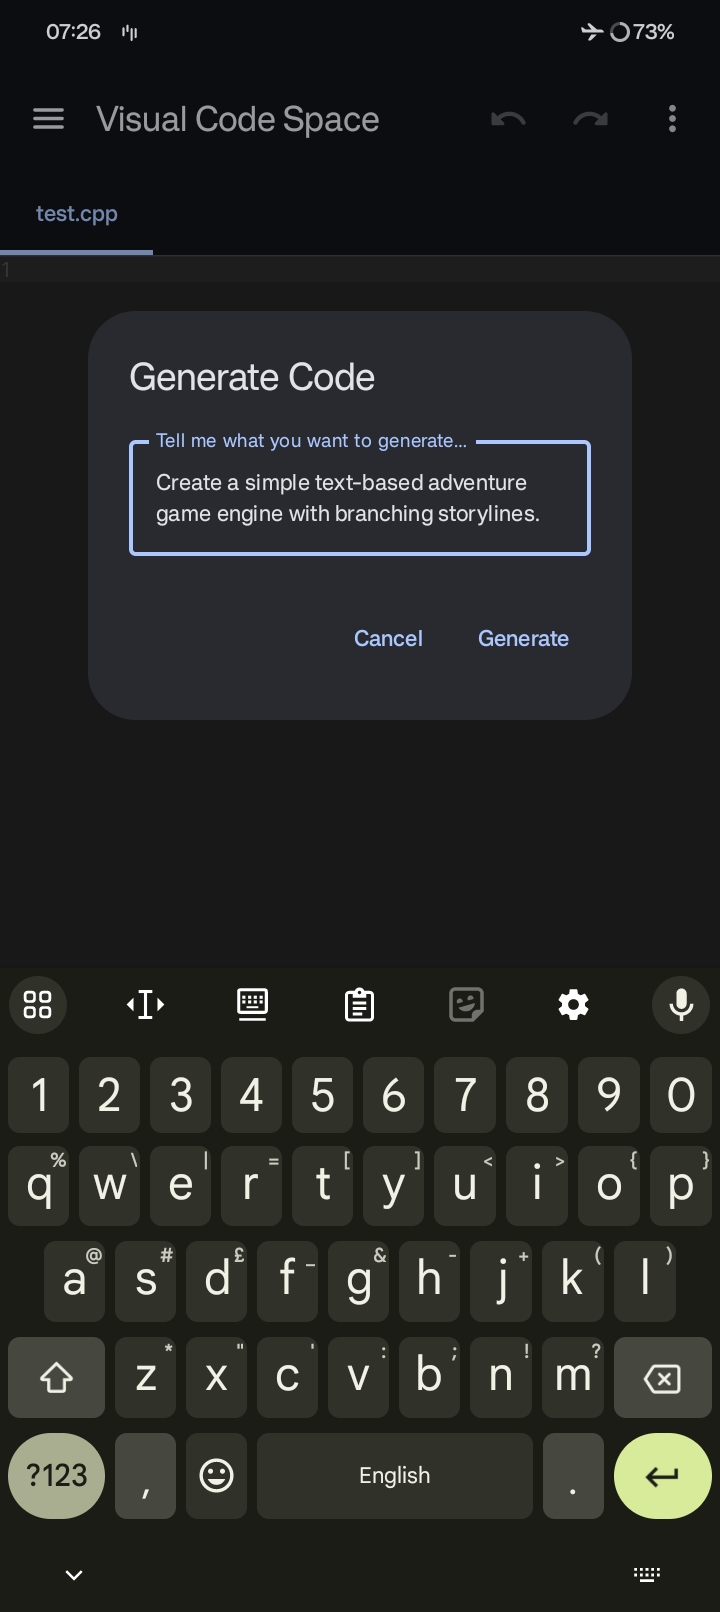 07:26 73%
Visual Code Space
test.cpp
1
Generate Code
Tell me what you want to generate...
Create a simple text-based adventure
game engine with branching storylines.
Cancel Generate
1 2 3 4 5 6 7 8 9 0
% \ | = [ ] < > { }
q w e r t y u i o p
@ # £ _ & - + ( )
a s d f g h j k l
* " ' : ; ! ?
z x c v b n m
?123 , English .